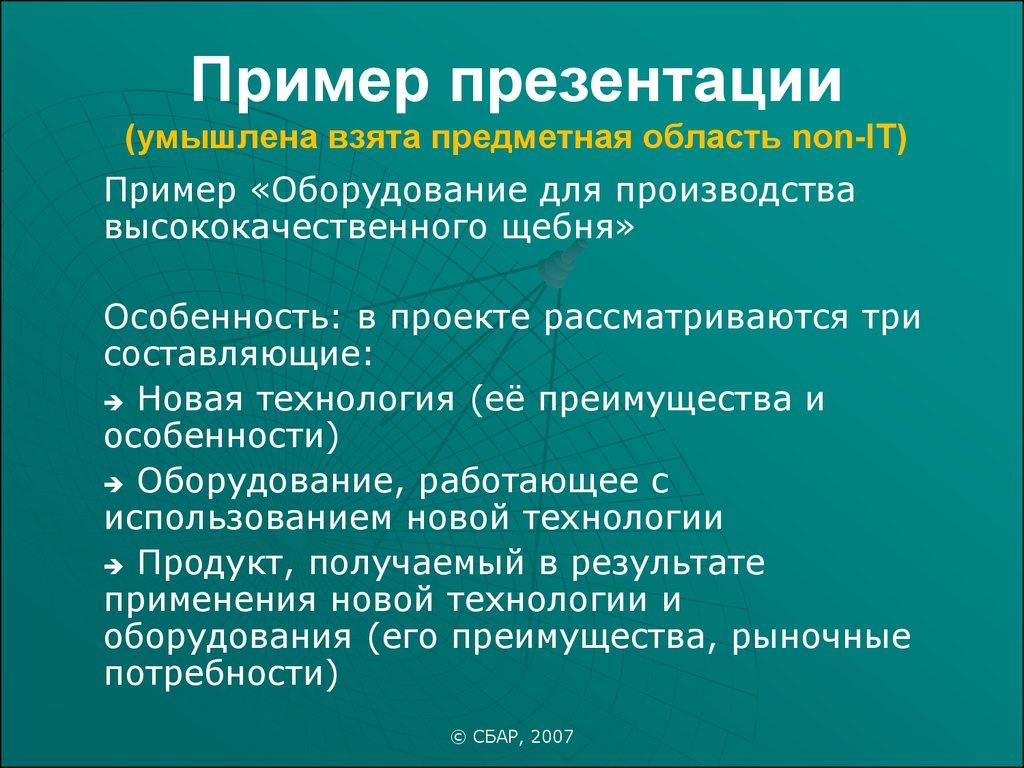 Пример презентации
(умышлена взята предметная область non-IT)
Пример «Оборудование для производства
высококачественного щебня»
Особенность: в проекте рассматриваются три
составляющие:
➔ Новая технология (её преимущества и
особенности)
➔ Оборудование, работающее с
использованием новой технологии
➔ Продукт, получаемый в результате
применения новой технологии и
оборудования (его преимущества, рыночные
потребности)
© СБАР, 2007